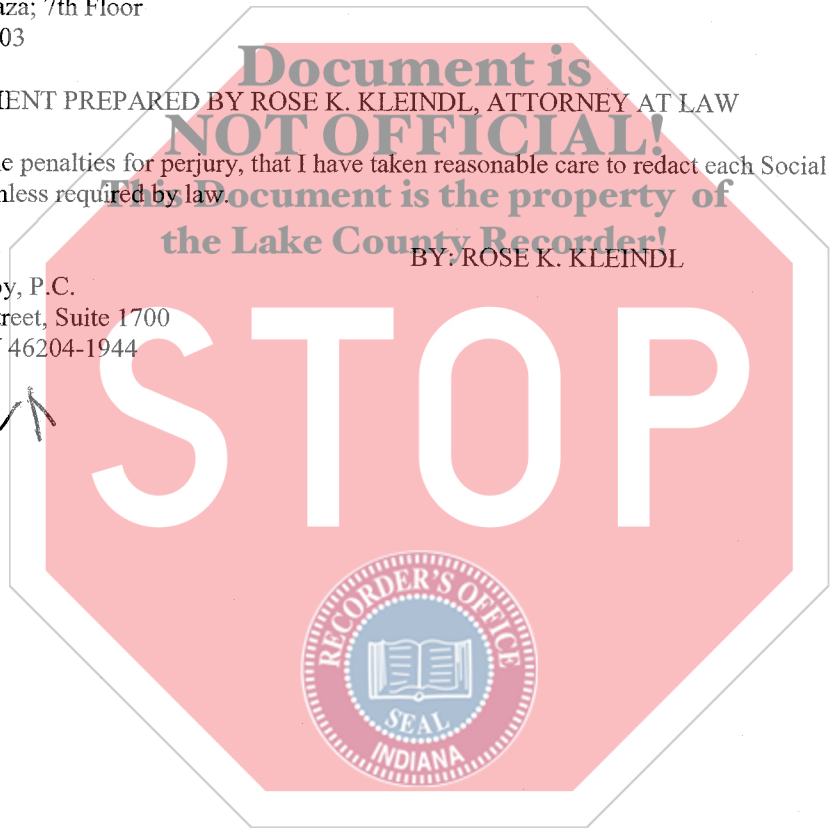 aza; 7th Floor
03
Document is
MENT PREPARED BY ROSE K. KLEINDL, ATTORNEY AT LAW
NOT OFFICIAL!
e penalties for perjury, that I have taken reasonable care to redact each Social
nless required by law.
This Document is the property of
the Lake County Recorder!
BY: ROSE K. KLEINDL
by, P.C.
treet, Suite 1700
46204-1944
STOP
RECORDER'S OFFICE
SEAL
INDIANA